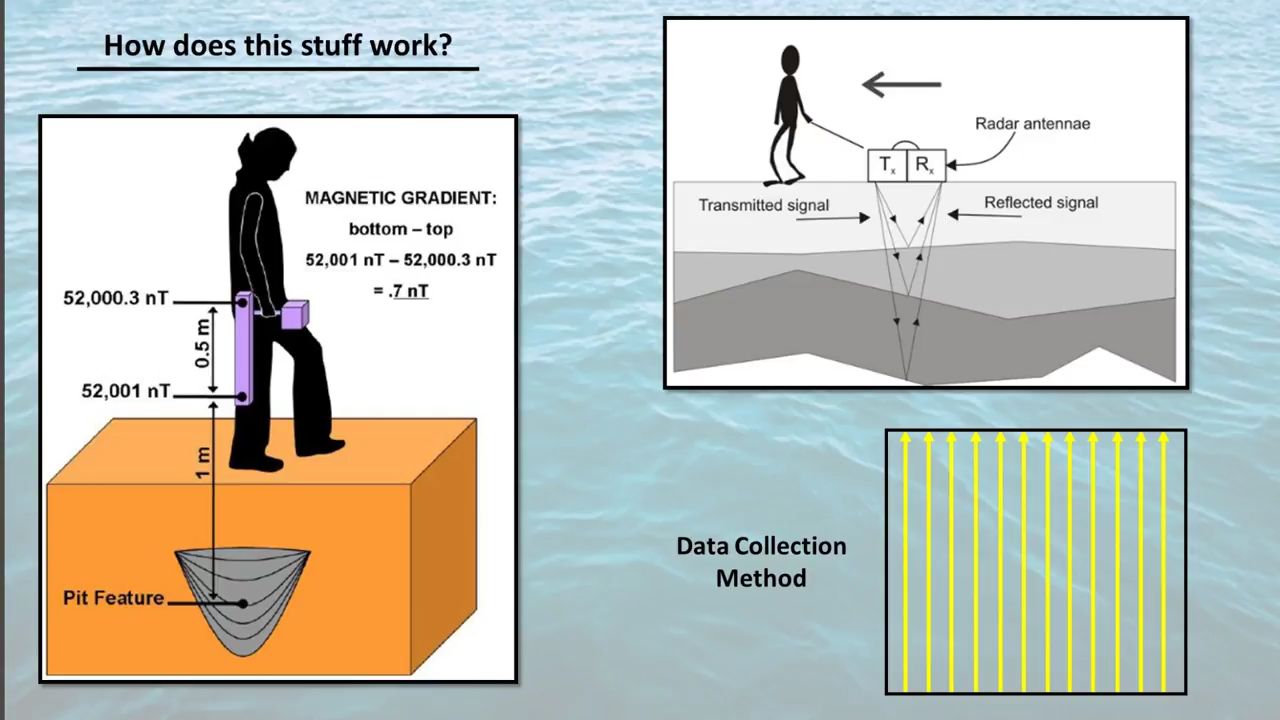 How does this stuff work?
MAGNETIC GRADIENT:
bottom – top
52,001 nT – 52,000.3 nT
= .7 nT
52,000.3 nT
0.5 m
52,001 nT
1 m
Pit Feature
Radar antennae
Tx Rx
Transmitted signal
Reflected signal
Data Collection
Method